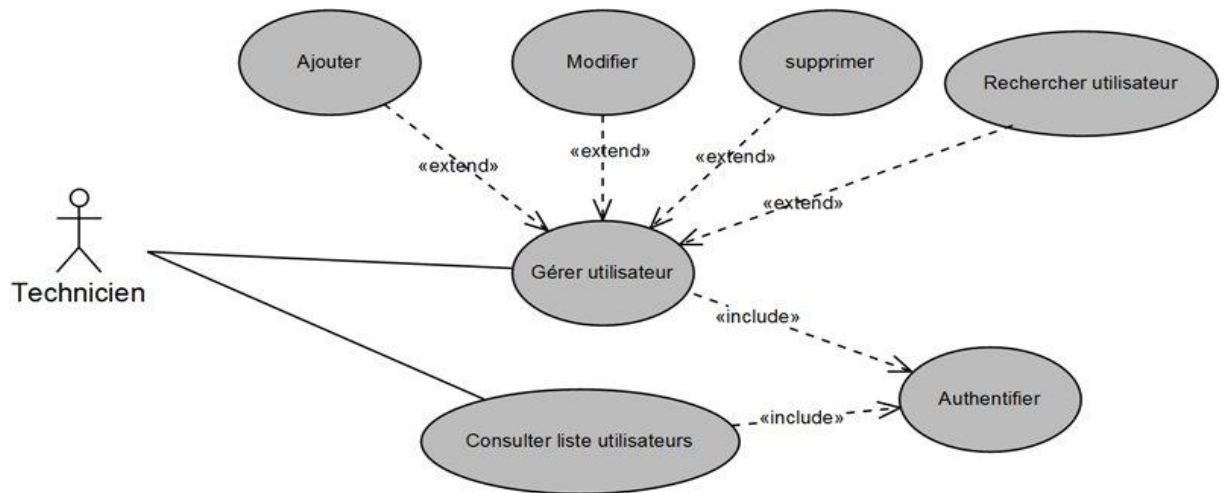 Ajouter
Modifier
supprimer
Rechercher utilisateur
«extend»
«extend»
«extend»
«extend»
Technicien
Gérer utilisateur
«include»
Authentifier
«include»
Consulter liste utilisateurs